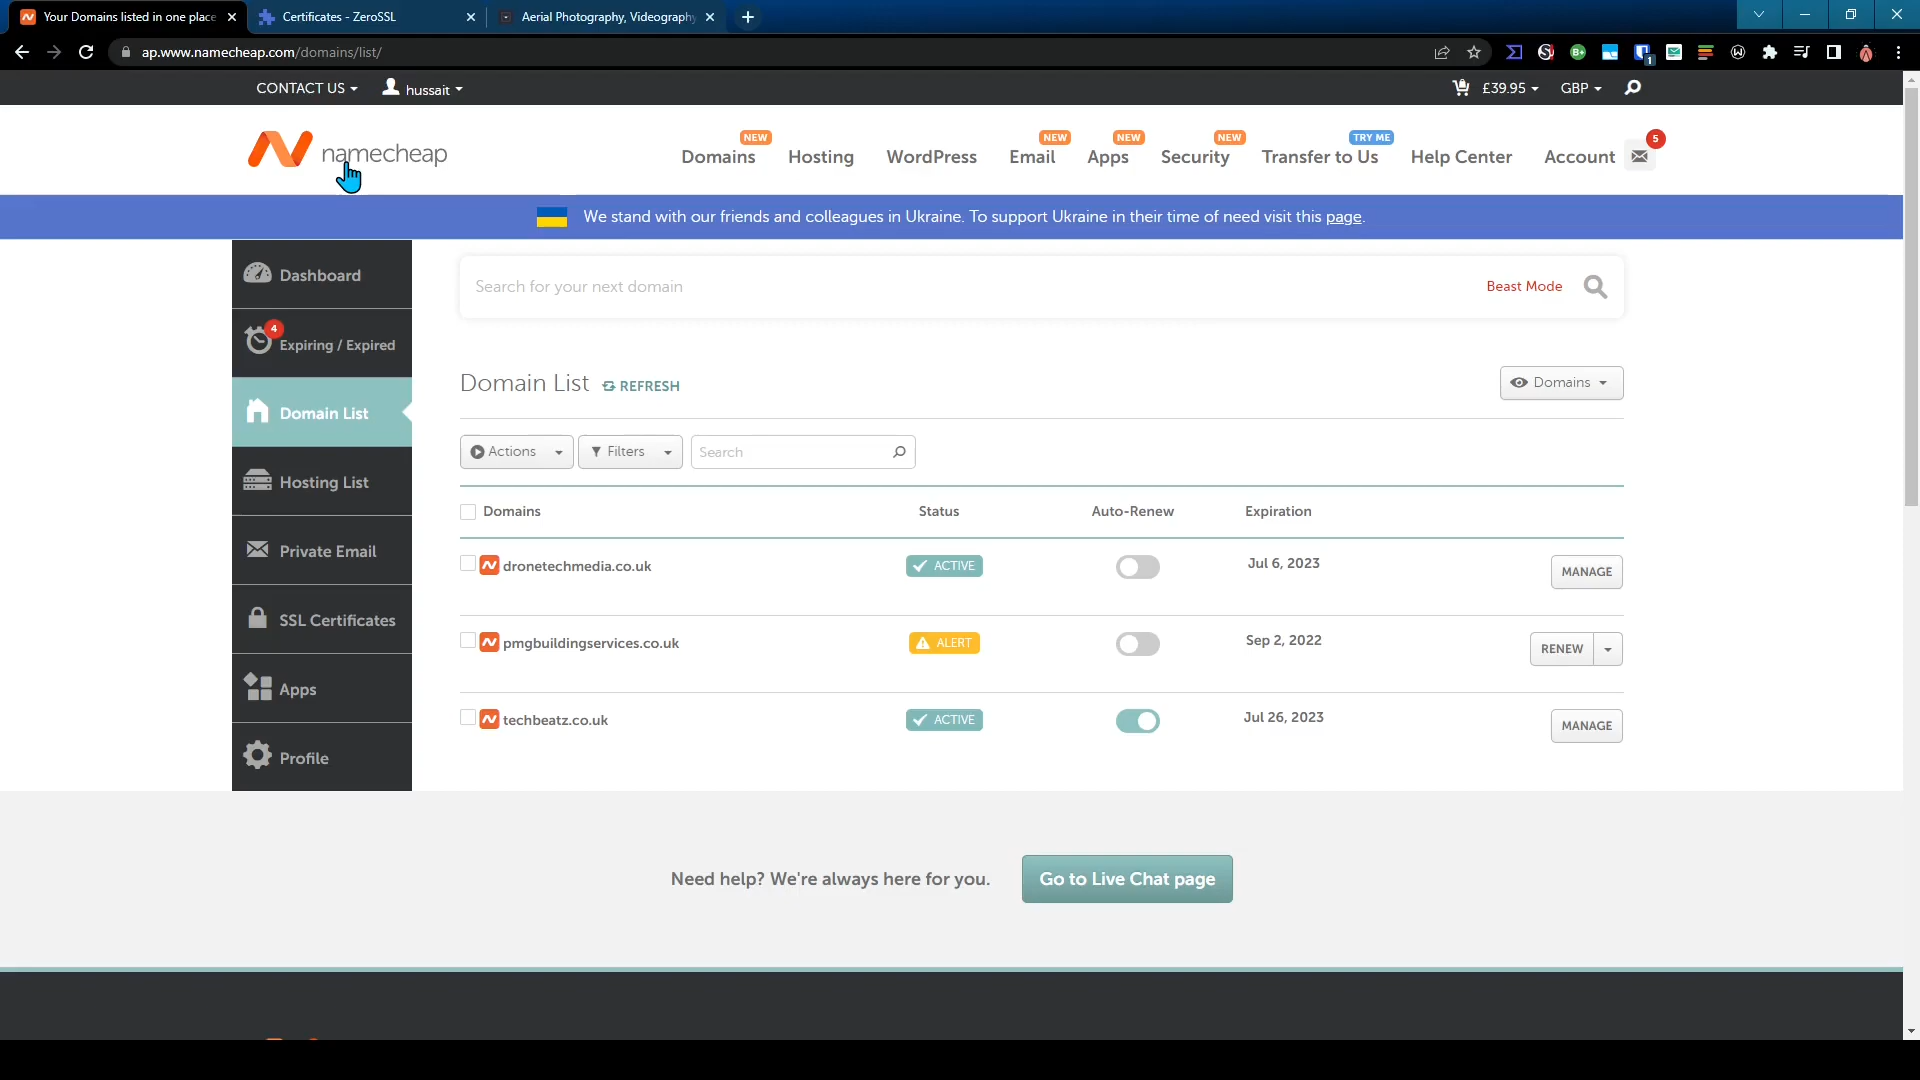 Your Domains listed in one place
Certificates - ZeroSSL
Aerial Photography, Videography
ap.www.namecheap.com/domains/list/
1
CONTACT US
hussait
£39.95
GBP
namecheap
NEW
NEW
NEW
NEW
TRY ME
5
Domains
Hosting
WordPress
Email
Apps
Security
Transfer to Us
Help Center
Account
We stand with our friends and colleagues in Ukraine. To support Ukraine in their time of need visit this page.
Dashboard
4
Expiring / Expired
Domain List
Hosting List
Private Email
SSL Certificates
Apps
Profile
Search for your next domain
Beast Mode
Domain List
REFRESH
Domains
Actions
Filters
Search
Domains
Status
Auto-Renew
Expiration
dronetechmedia.co.uk
ACTIVE
Jul 6, 2023
MANAGE
pmgbuildingservices.co.uk
ALERT
Sep 2, 2022
RENEW
techbeatz.co.uk
ACTIVE
Jul 26, 2023
MANAGE
Need help? We're always here for you.
Go to Live Chat page